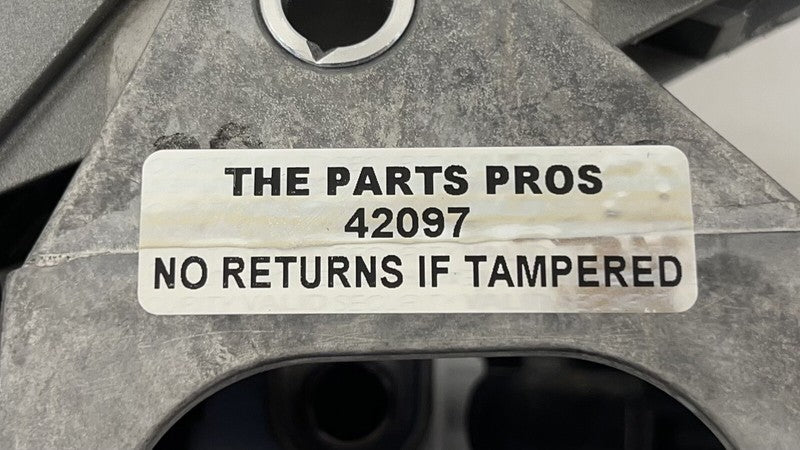 THE PARTS PROS
42097
NO RETURNS IF TAMPERED